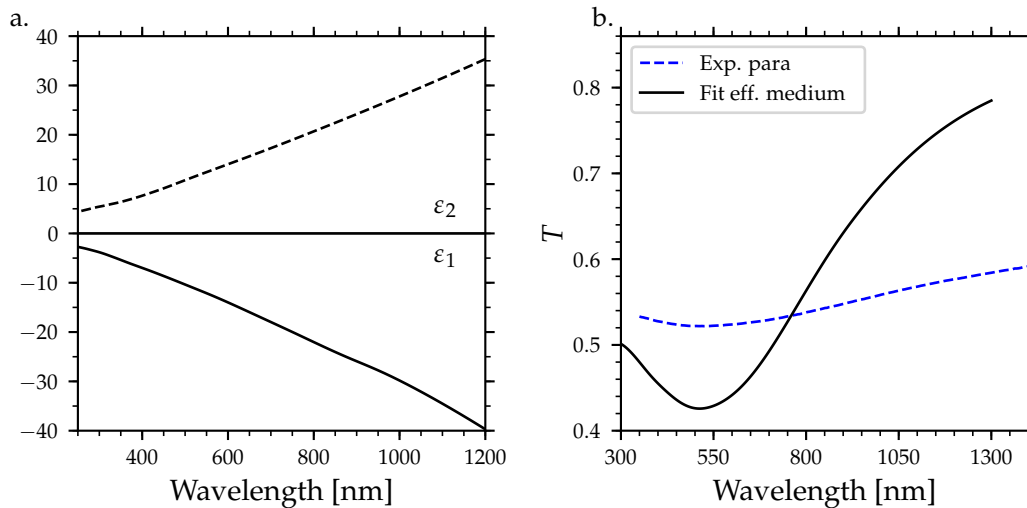 a.
40
30
20
10
0
−10
−20
−30
−40
ε₂
ε₁
400 600 800 1000 1200
Wavelength [nm]
b.
Exp. para
Fit eff. medium
0.8
0.7
0.6
0.5
0.4
T
300 550 800 1050 1300
Wavelength [nm]